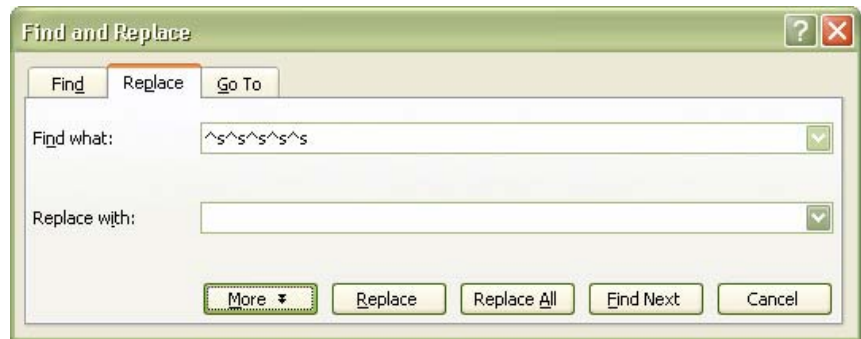 Find and Replace
Find Replace Go To
Find what: ^s^s^s^s^s
Replace with:
More Replace Replace All Find Next Cancel